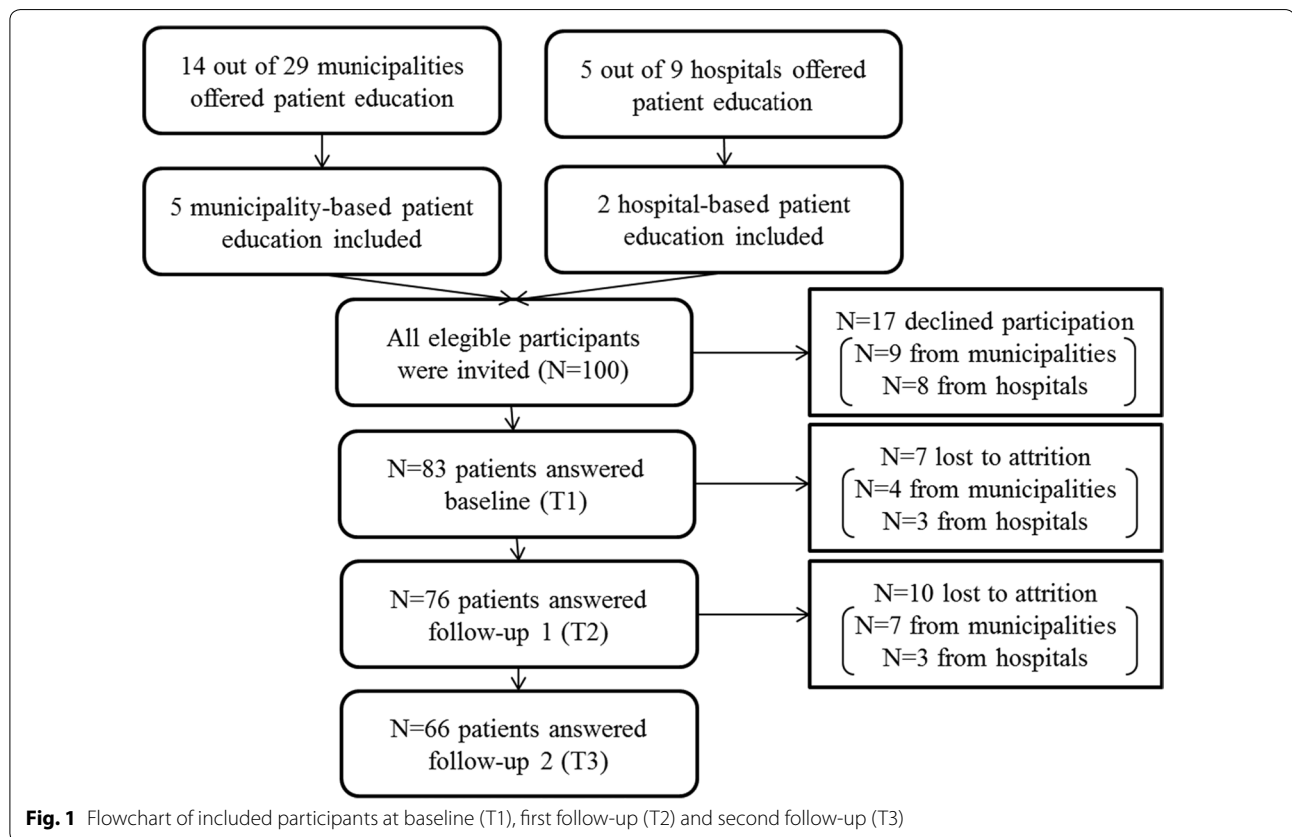 14 out of 29 municipalities
offered patient education
5 out of 9 hospitals offered
patient education
5 municipality-based patient
education included
2 hospital-based patient
education included
All elegible participants
were invited (N=100)
N=17 declined participation
N=9 from municipalities
N=8 from hospitals
N=83 patients answered
baseline (T1)
N=7 lost to attrition
N=4 from municipalities
N=3 from hospitals
N=76 patients answered
follow-up 1 (T2)
N=10 lost to attrition
N=7 from municipalities
N=3 from hospitals
N=66 patients answered
follow-up 2 (T3)
Fig. 1 Flowchart of included participants at baseline (T1), first follow-up (T2) and second follow-up (T3)